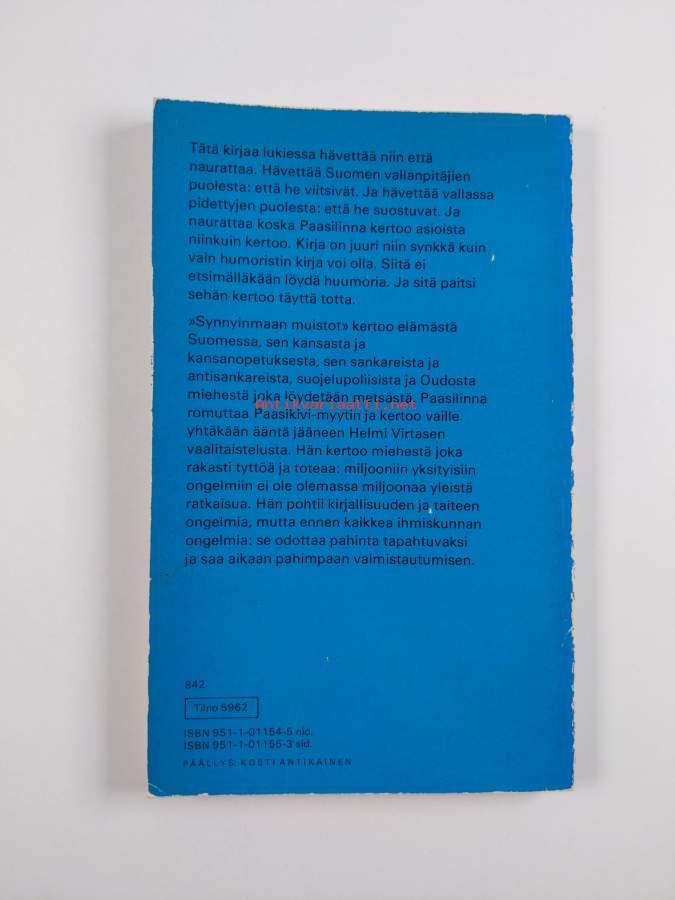 Tätä kirjaa lukiessa hävettää niin että
naurattaa. Hävettää Suomen vallanpitäjien
puolesta: että he viitsivät. Ja hävettää vallassa
pidettyjen puolesta: että he suostuvat. Ja
naurattaa koska Paasilinna kertoo asioista
niinkuin kertoo. Kirja on juuri niin synkkä kuin
vain humoristin kirja voi olla. Siitä ei
etsimälläkään löydä huumoria. Ja sitä paitsi
sehän kertoo täyttä totta.
»Synnyinmaan muistot» kertoo elämästä
Suomessa, sen kansasta ja
kansanopetuksesta, sen sankareista ja
antisankareista, suojelupoliisista ja Oudosta
miehestä joka löydetään metsästä. Paasilinna
Antikvariaatti.net
romuttaa Paasikivi-myytin ja kertoo vaille
yhtäkään ääntä jääneen Helmi Virtasen
vaalitaistelusta. Hän kertoo miehestä joka
rakasti tyttöä ja toteaa: miljooniin yksityisiin
ongelmiin ei ole olemassa miljoonaa yleistä
ratkaisua. Hän pohtii kirjallisuuden ja taiteen
ongelmia, mutta ennen kaikkea ihmiskunnan
ongelmia: se odottaa pahinta tapahtuvaksi
ja saa aikaan pahimpaan valmistautumisen.
842
Tilno 5962
ISBN 951-1-01154-5 nid.
ISBN 951-1-01155-3 sid.
PÄÄLLYS: KOSTI ANTIKAINEN